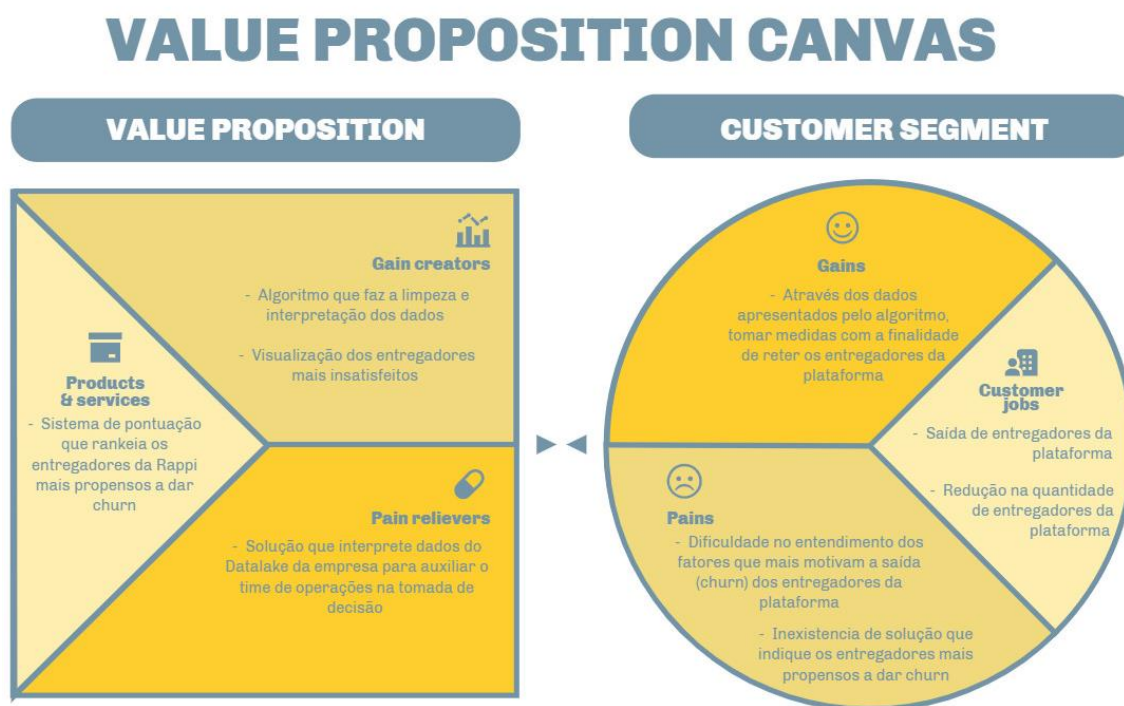 VALUE PROPOSITION CANVAS
VALUE PROPOSITION
Gain creators
- Algoritmo que faz a limpeza e
interpretação dos dados
- Visualização dos entregadores
mais insatisfeitos
Products
& services
- Sistema de pontuação
que rankeia os
entregadores da Rappi
mais propensos a dar
churn
Pain relievers
- Solução que interprete dados do
Datalake da empresa para auxiliar o
time de operações na tomada de
decisão
CUSTOMER SEGMENT
Gains
- Através dos dados
apresentados pelo algoritmo,
tomar medidas com a finalidade
de reter os entregadores da
plataforma
Customer
jobs
- Saída de entregadores da
plataforma
- Redução na quantidade
de entregadores da
plataforma
Pains
- Dificuldade no entendimento dos
fatores que mais motivam a saída
(churn) dos entregadores da
plataforma
- Inexistencia de solução que
indique os entregadores mais
propensos a dar churn